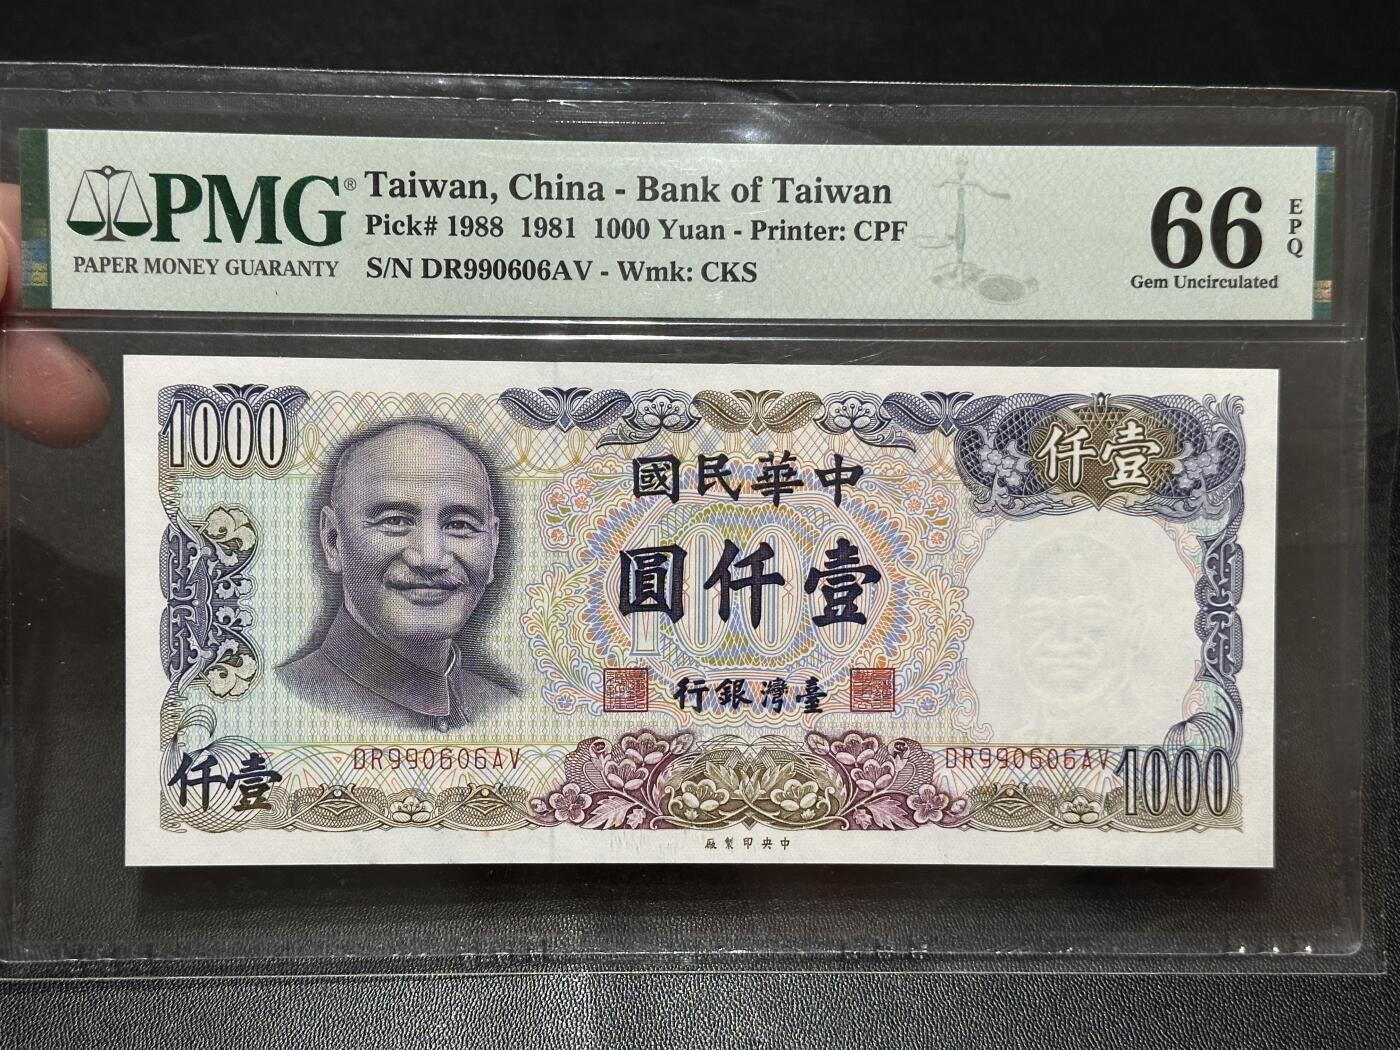 PMG®
PAPER MONEY GUARANTY
Taiwan, China - Bank of Taiwan
Pick# 1988 1981 1000 Yuan - Printer: CPF
S/N DR990606AV - Wmk: CKS
66
EPQ
Gem Uncirculated
1000
仟壹
國民華中
圓仟壹
1000
行銀灣臺
DR990606AV
DR990606AV
仟壹
1000
廠製印央中